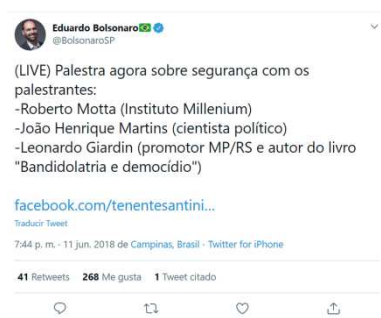 Eduardo Bolsonaro
@BolsonaroSP
(LIVE) Palestra agora sobre segurança com os
palestrantes:
-Roberto Motta (Instituto Millenium)
-João Henrique Martins (cientista político)
-Leonardo Giardin (promotor MP/RS e autor do livro
"Bandidolatria e democídio")
facebook.com/tenentesantini...
Traducir Tweet
7:44 p. m. · 11 jun. 2018 de Campinas, Brasil · Twitter for iPhone
41 Retweets 268 Me gusta 1 Tweet citado